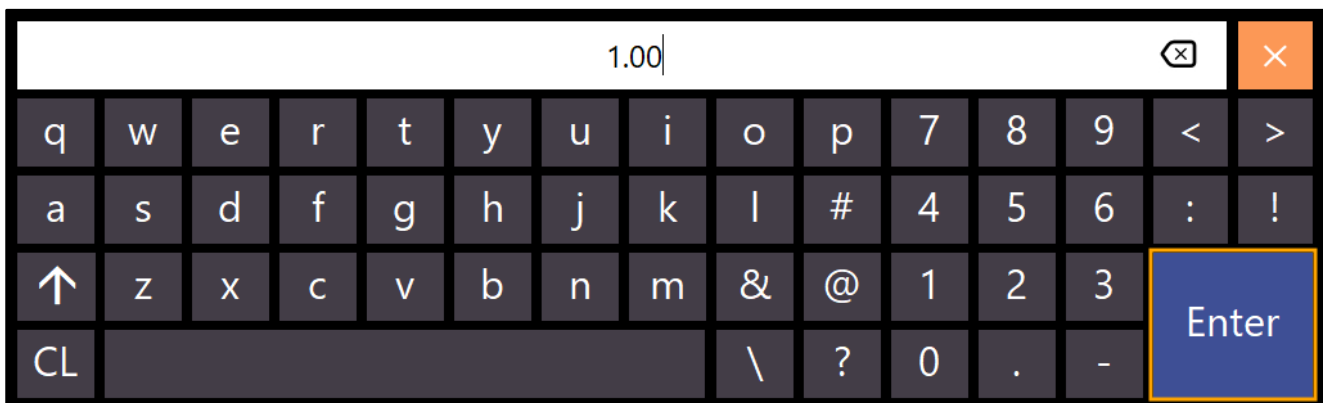 1.00
q w e r t y u i o p 7 8 9 < >
a s d f g h j k l # 4 5 6 : !
z x c v b n m & @ 1 2 3
Enter
CL \ ? 0 . -